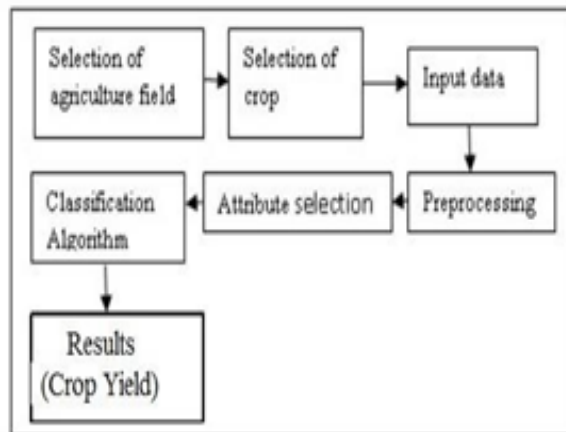 Selection of
agriculture field
Selection of
crop
Input data
Preprocessing
Attribute selection
Classification
Algorithm
Results
(Crop Yield)